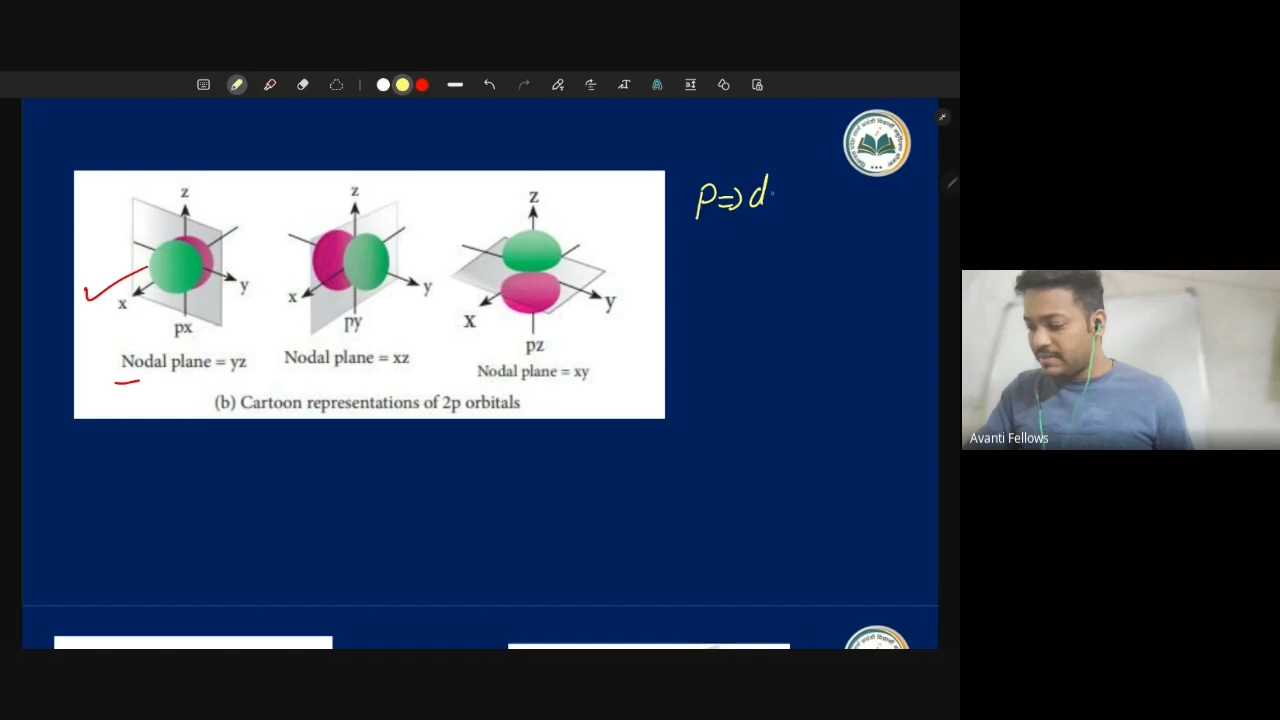 p⇒d
z
z
z
y
y
y
x
x
x
px
py
pz
Nodal plane = yz
Nodal plane = xz
Nodal plane = xy
(b) Cartoon representations of 2p orbitals
Avanti Fellows